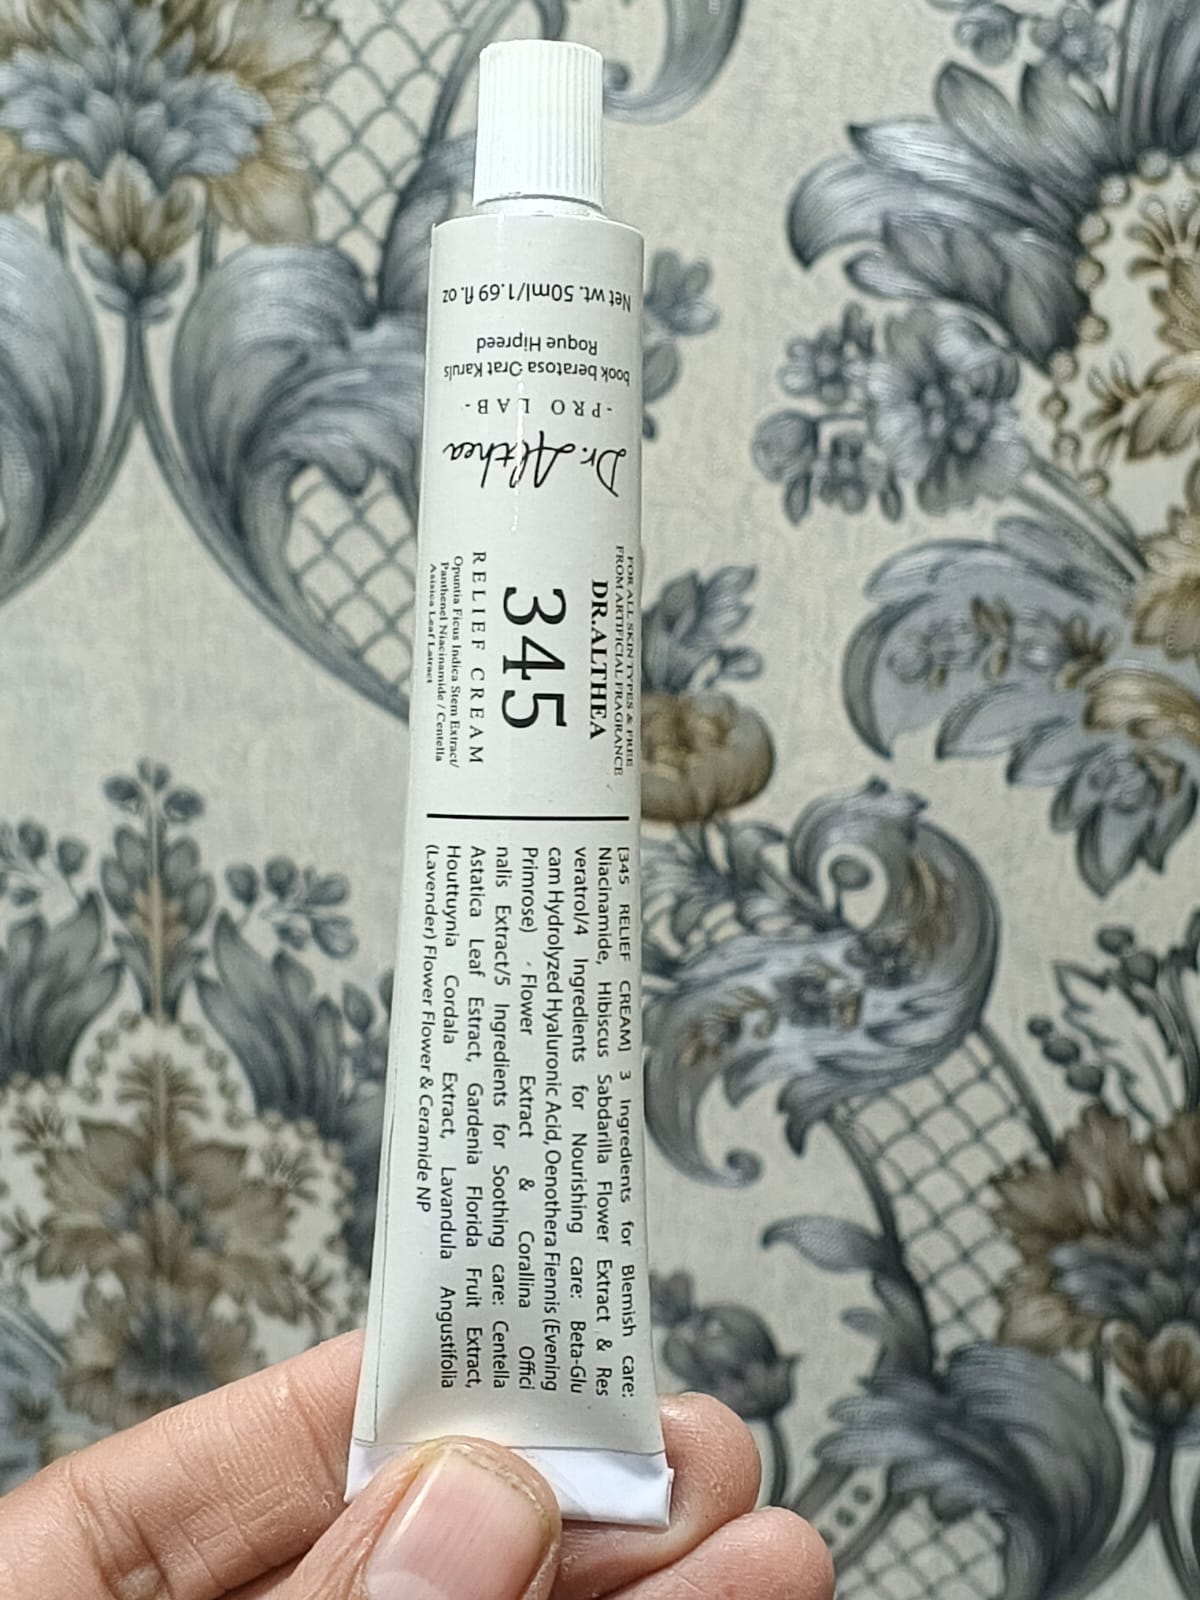 Net wt. 50ml/1.69 fl. oz
Roque Hipreed
book beratosa Orat Karuls
-PRO LAB-
Dr. Althea
FOR ALL SKIN TYPES & FREE
FROM ARTIFICIAL FRAGRANCE
DR.ALTHEA
345
RELIEF CREAM
Opuntia Ficus Indica Stem Extract/
Panthenel Niacinamide / Centella
Asisica Leaf Latract
[345 RELIEF CREAM] 3 Ingredients for Blemish care:
Niacinamide, Hibiscus Sabdarilla Flower Extract & Res
veratrol/4 Ingredients for Nourishing care: Beta-Glu
cam Hydrolyzed Hyaluronic Acid, Oenothera Fiennis (Evening
Primrose) - Flower Extract & Corallina Offici
nalis Extract/5 Ingredients for Soothing care: Centella
Astatica Leaf Estract, Gardenia Florida Fruit Extract,
Houttuynia Cordala Extract, Lavandula Angustifolia
(Lavender) Flower Flower & Ceramide NP